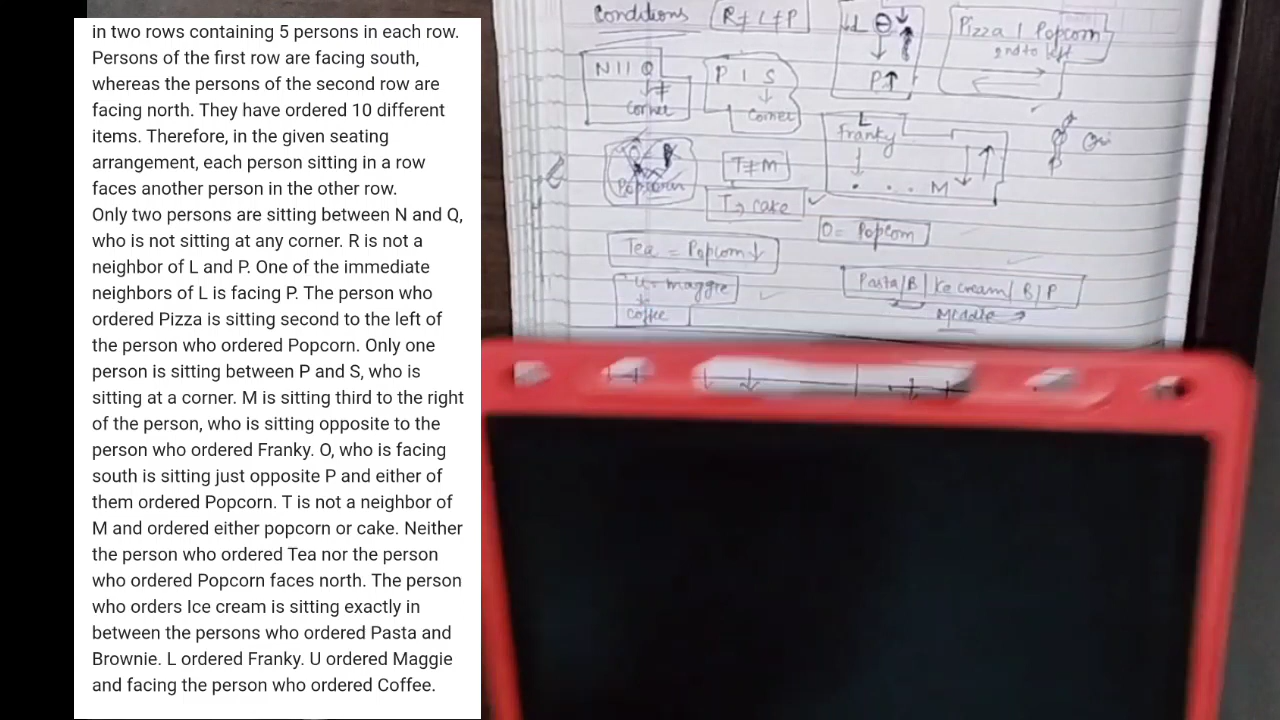 in two rows containing 5 persons in each row.
Persons of the first row are facing south,
whereas the persons of the second row are
facing north. They have ordered 10 different
items. Therefore, in the given seating
arrangement, each person sitting in a row
faces another person in the other row.
Only two persons are sitting between N and Q,
who is not sitting at any corner. R is not a
neighbor of L and P. One of the immediate
neighbors of L is facing P. The person who
ordered Pizza is sitting second to the left of
the person who ordered Popcorn. Only one
person is sitting between P and S, who is
sitting at a corner. M is sitting third to the right
of the person, who is sitting opposite to the
person who ordered Franky. O, who is facing
south is sitting just opposite P and either of
them ordered Popcorn. T is not a neighbor of
M and ordered either popcorn or cake. Neither
the person who ordered Tea nor the person
who ordered Popcorn faces north. The person
who orders Ice cream is sitting exactly in
between the persons who ordered Pasta and
Brownie. L ordered Franky. U ordered Maggie
and facing the person who ordered Coffee.
Conditions R≠L≠P
L ↓
P↑
Pizza | Popcorn
2nd to left
N || Q
↓≠
corner
P | S
↓
Corner
L
Franky
↓
. . . M ↓ ↑
Popcorn
T≠M
T→ cake
O= Popcorn
Tea = Popcorn↓
U→ maggie
coffee
Pasta/B | Ice cream | B/P
Middle →